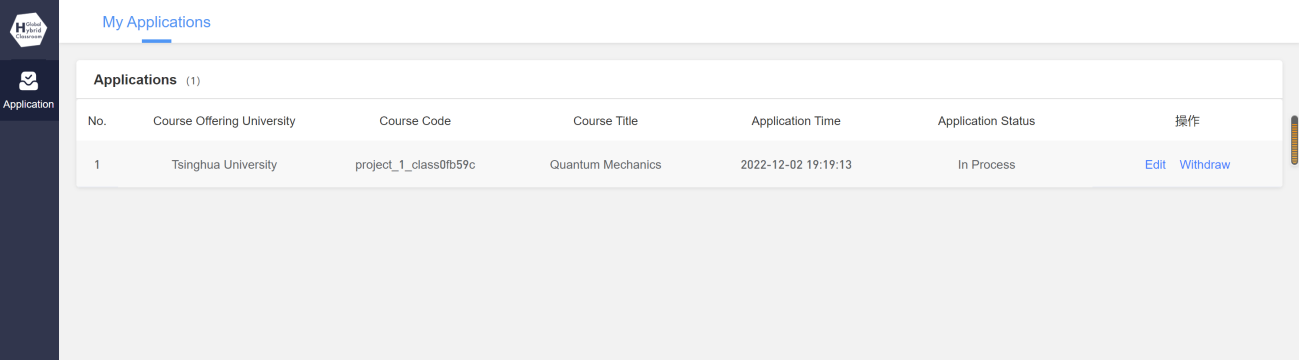 Global
Hybrid
Classroom
My Applications
Application
Applications (1)
No. Course Offering University Course Code Course Title Application Time Application Status 操作
1 Tsinghua University project_1_class0fb59c Quantum Mechanics 2022-12-02 19:19:13 In Process Edit Withdraw